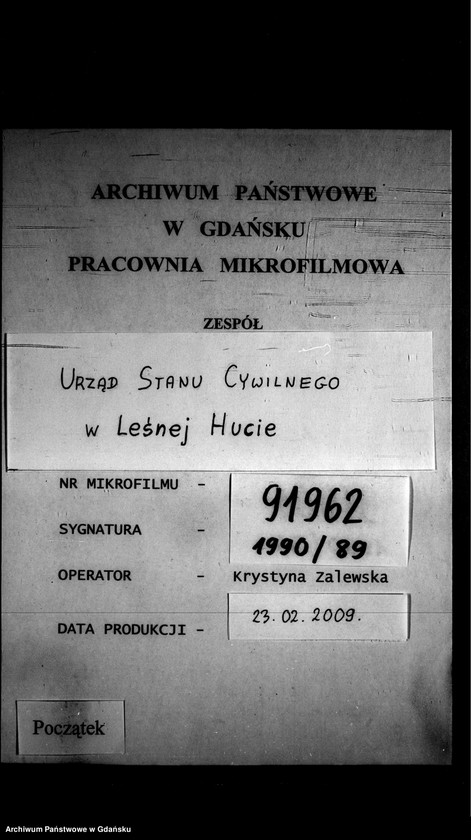 ARCHIWUM PAŃSTWOWE
W GDAŃSKU
PRACOWNIA MIKROFILMOWA
ZESPÓŁ
URZĄD STANU CYWILNEGO
w Leśnej Hucie
NR MIKROFILMU - 91962
SYGNATURA - 1990/89
OPERATOR - Krystyna Zalewska
DATA PRODUKCJI - 23.02.2009.
Początek
Archiwum Państwowe w Gdańsku